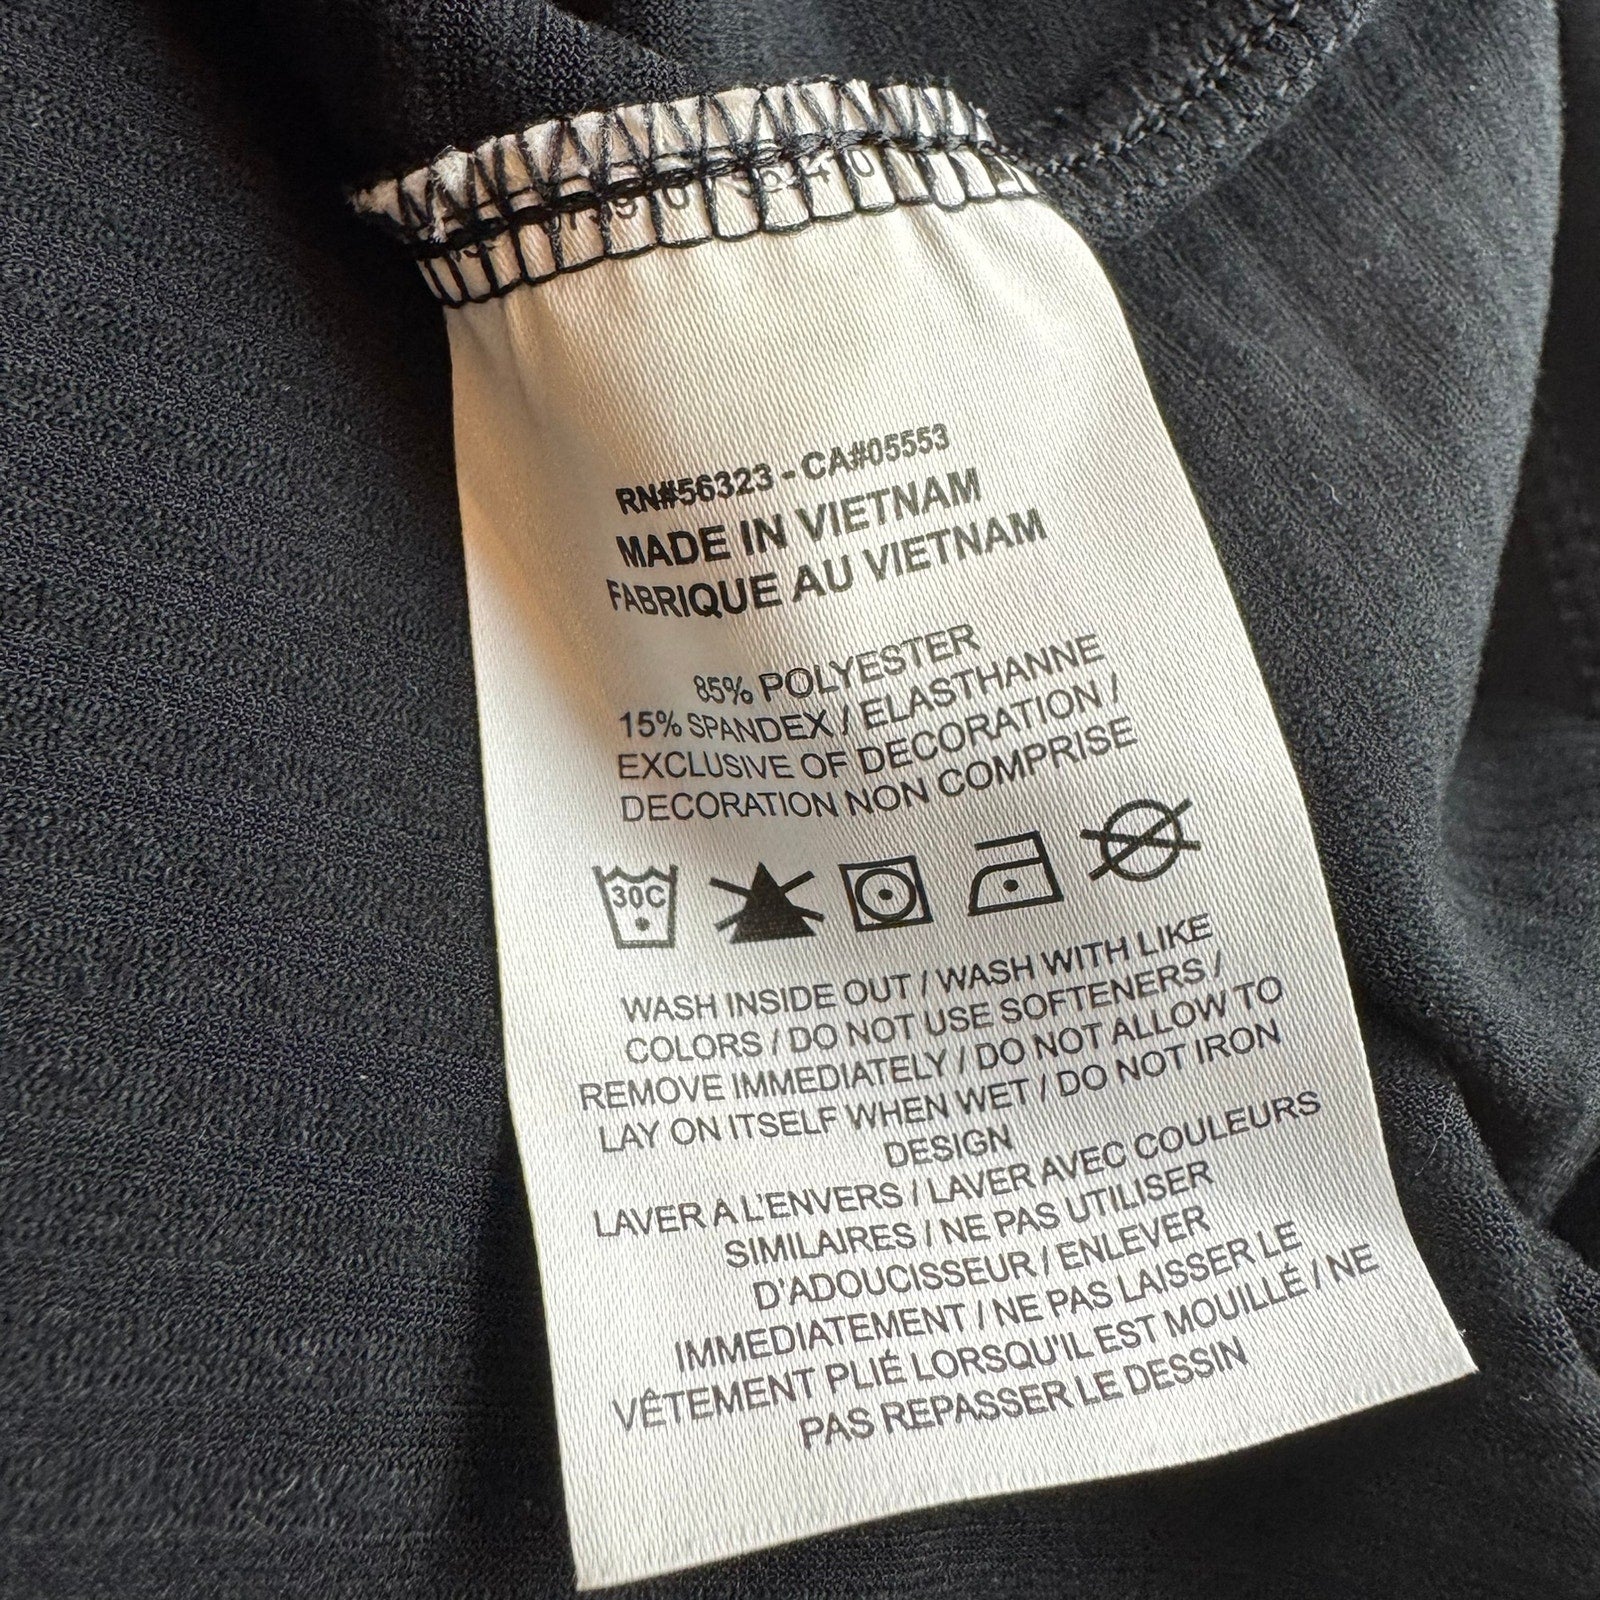 RN#56323 - CA#05553
MADE IN VIETNAM
FABRIQUE AU VIETNAM
85% POLYESTER
15% SPANDEX / ELASTHANNE
EXCLUSIVE OF DECORATION /
DECORATION NON COMPRISE
30C
WASH INSIDE OUT / WASH WITH LIKE
COLORS / DO NOT USE SOFTENERS /
REMOVE IMMEDIATELY / DO NOT ALLOW TO
LAY ON ITSELF WHEN WET / DO NOT IRON
DESIGN
LAVER À L'ENVERS / LAVER AVEC COULEURS
SIMILAIRES / NE PAS UTILISER
D'ADOUCISSEUR / ENLEVER
IMMEDIATEMENT / NE PAS LAISSER LE
VÊTEMENT PLIÉ LORSQU'IL EST MOUILLÉ / NE
PAS REPASSER LE DESSIN